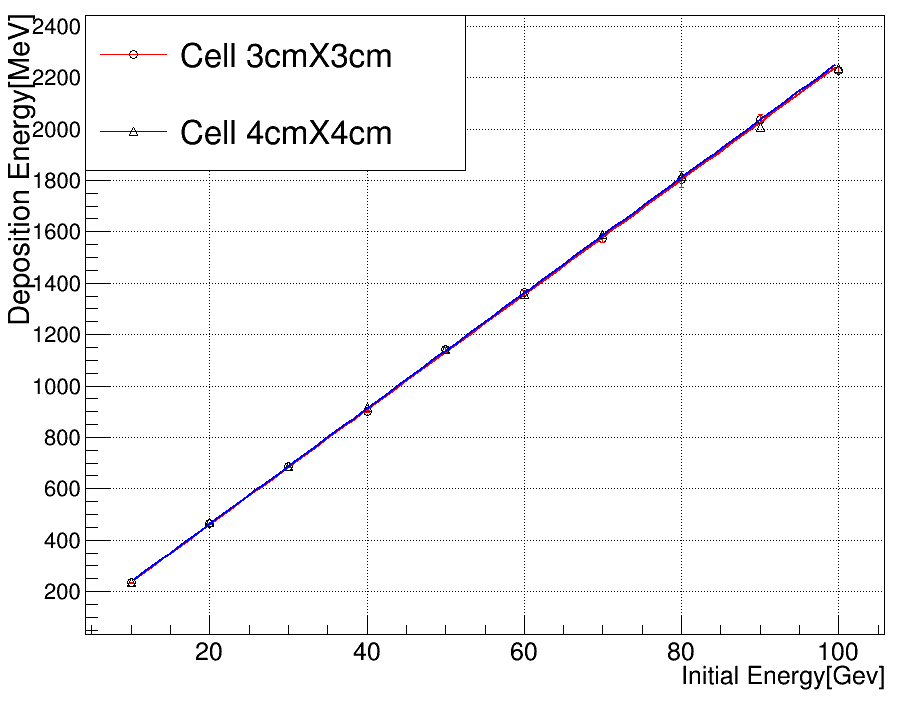 Deposition Energy[MeV]
2400
2200
2000
1800
1600
1400
1200
1000
800
600
400
200
Cell 3cmX3cm
Cell 4cmX4cm
20 40 60 80 100
Initial Energy[Gev]